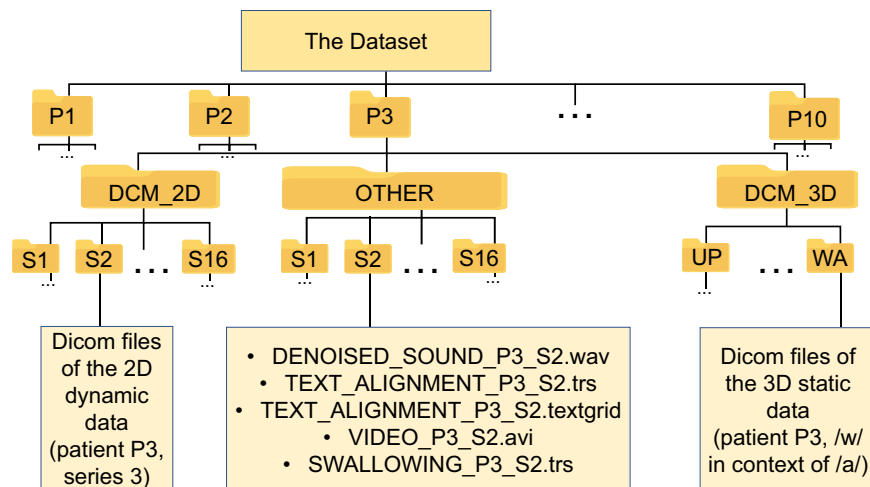 The Dataset
P1
P2
P3
...
P10
...
...
...
DCM_2D
OTHER
DCM_3D
S1
S2
...
S16
S1
S2
...
S16
UP
...
WA
...
...
...
...
...
Dicom files
of the 2D
dynamic
data
(patient P3,
series 3)
• DENOISED_SOUND_P3_S2.wav
• TEXT_ALIGNMENT_P3_S2.trs
• TEXT_ALIGNMENT_P3_S2.textgrid
• VIDEO_P3_S2.avi
• SWALLOWING_P3_S2.trs
Dicom files of
the 3D static
data
(patient P3, /w/
in context of /a/)